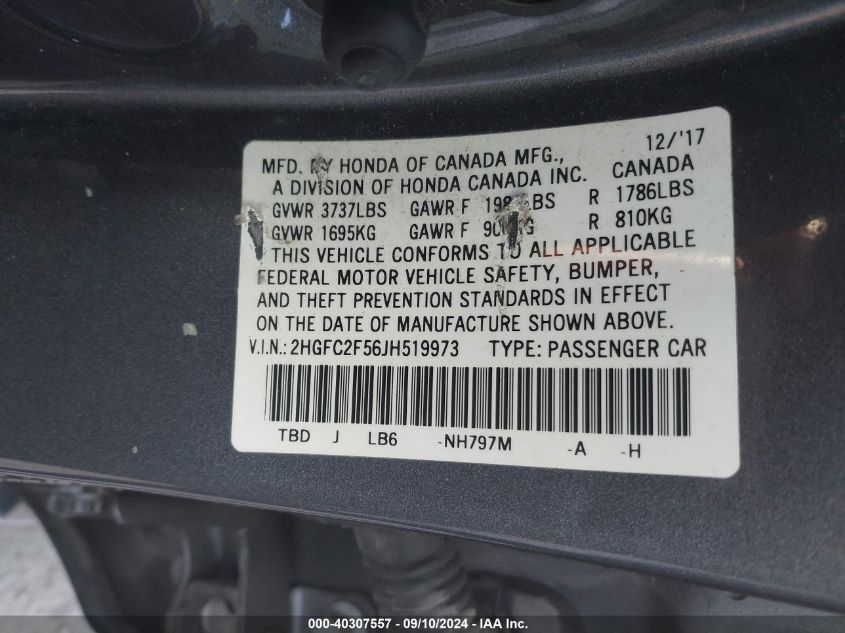 12/'17
MFD. BY HONDA OF CANADA MFG., CANADA
A DIVISION OF HONDA CANADA INC.
GVWR 3737LBS GAWR F R 1786LBS
GVWR 1695KG GAWR F R 810KG
THIS VEHICLE CONFORMS TO ALL APPLICABLE
FEDERAL MOTOR VEHICLE SAFETY, BUMPER,
AND THEFT PREVENTION STANDARDS IN EFFECT
ON THE DATE OF MANUFACTURE SHOWN ABOVE.
V.I.N.: 2HGFC2F56JH519973 TYPE: PASSENGER CAR
TBD J LB6 -NH797M -A -H
000-40307557 - 09/10/2024 - IAA Inc.